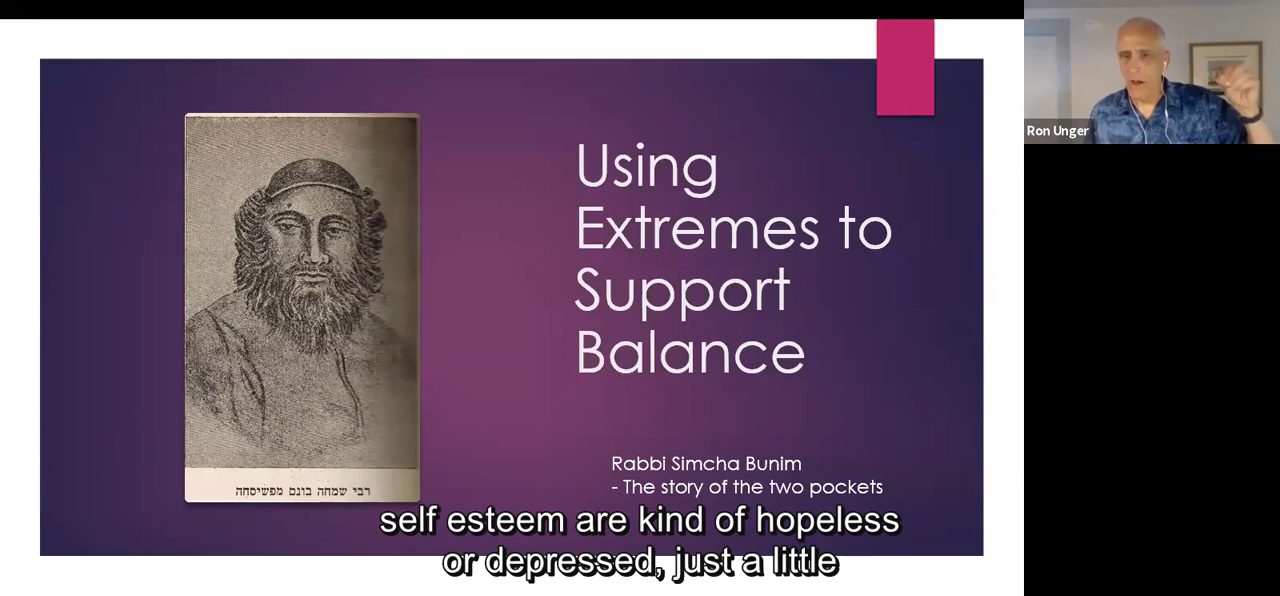 Using
Extremes to
Support
Balance
Rabbi Simcha Bunim
- The story of the two pockets
רבי שמחה בונם מפשיסחה
self esteem are kind of hopeless
or depressed, just a little
Ron Unger